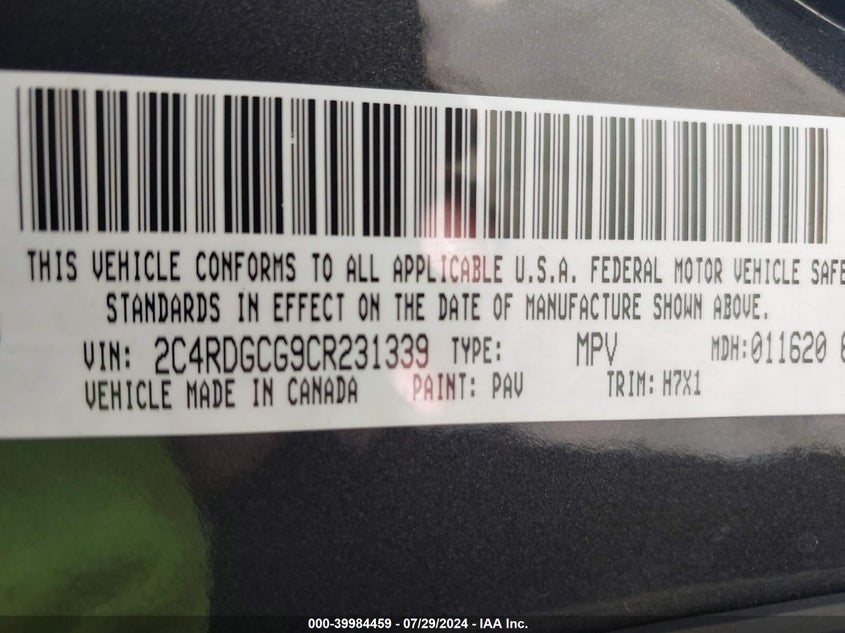 THIS VEHICLE CONFORMS TO ALL APPLICABLE U.S.A. FEDERAL MOTOR VEHICLE SAFE
STANDARDS IN EFFECT ON THE DATE OF MANUFACTURE SHOWN ABOVE.
VIN: 2C4RDGCG9CR231339 TYPE: MPV MDH: 011620
VEHICLE MADE IN CANADA PAINT: PAV TRIM: H7X1
000-39984459 / 07/29/2024 - IAA Inc.